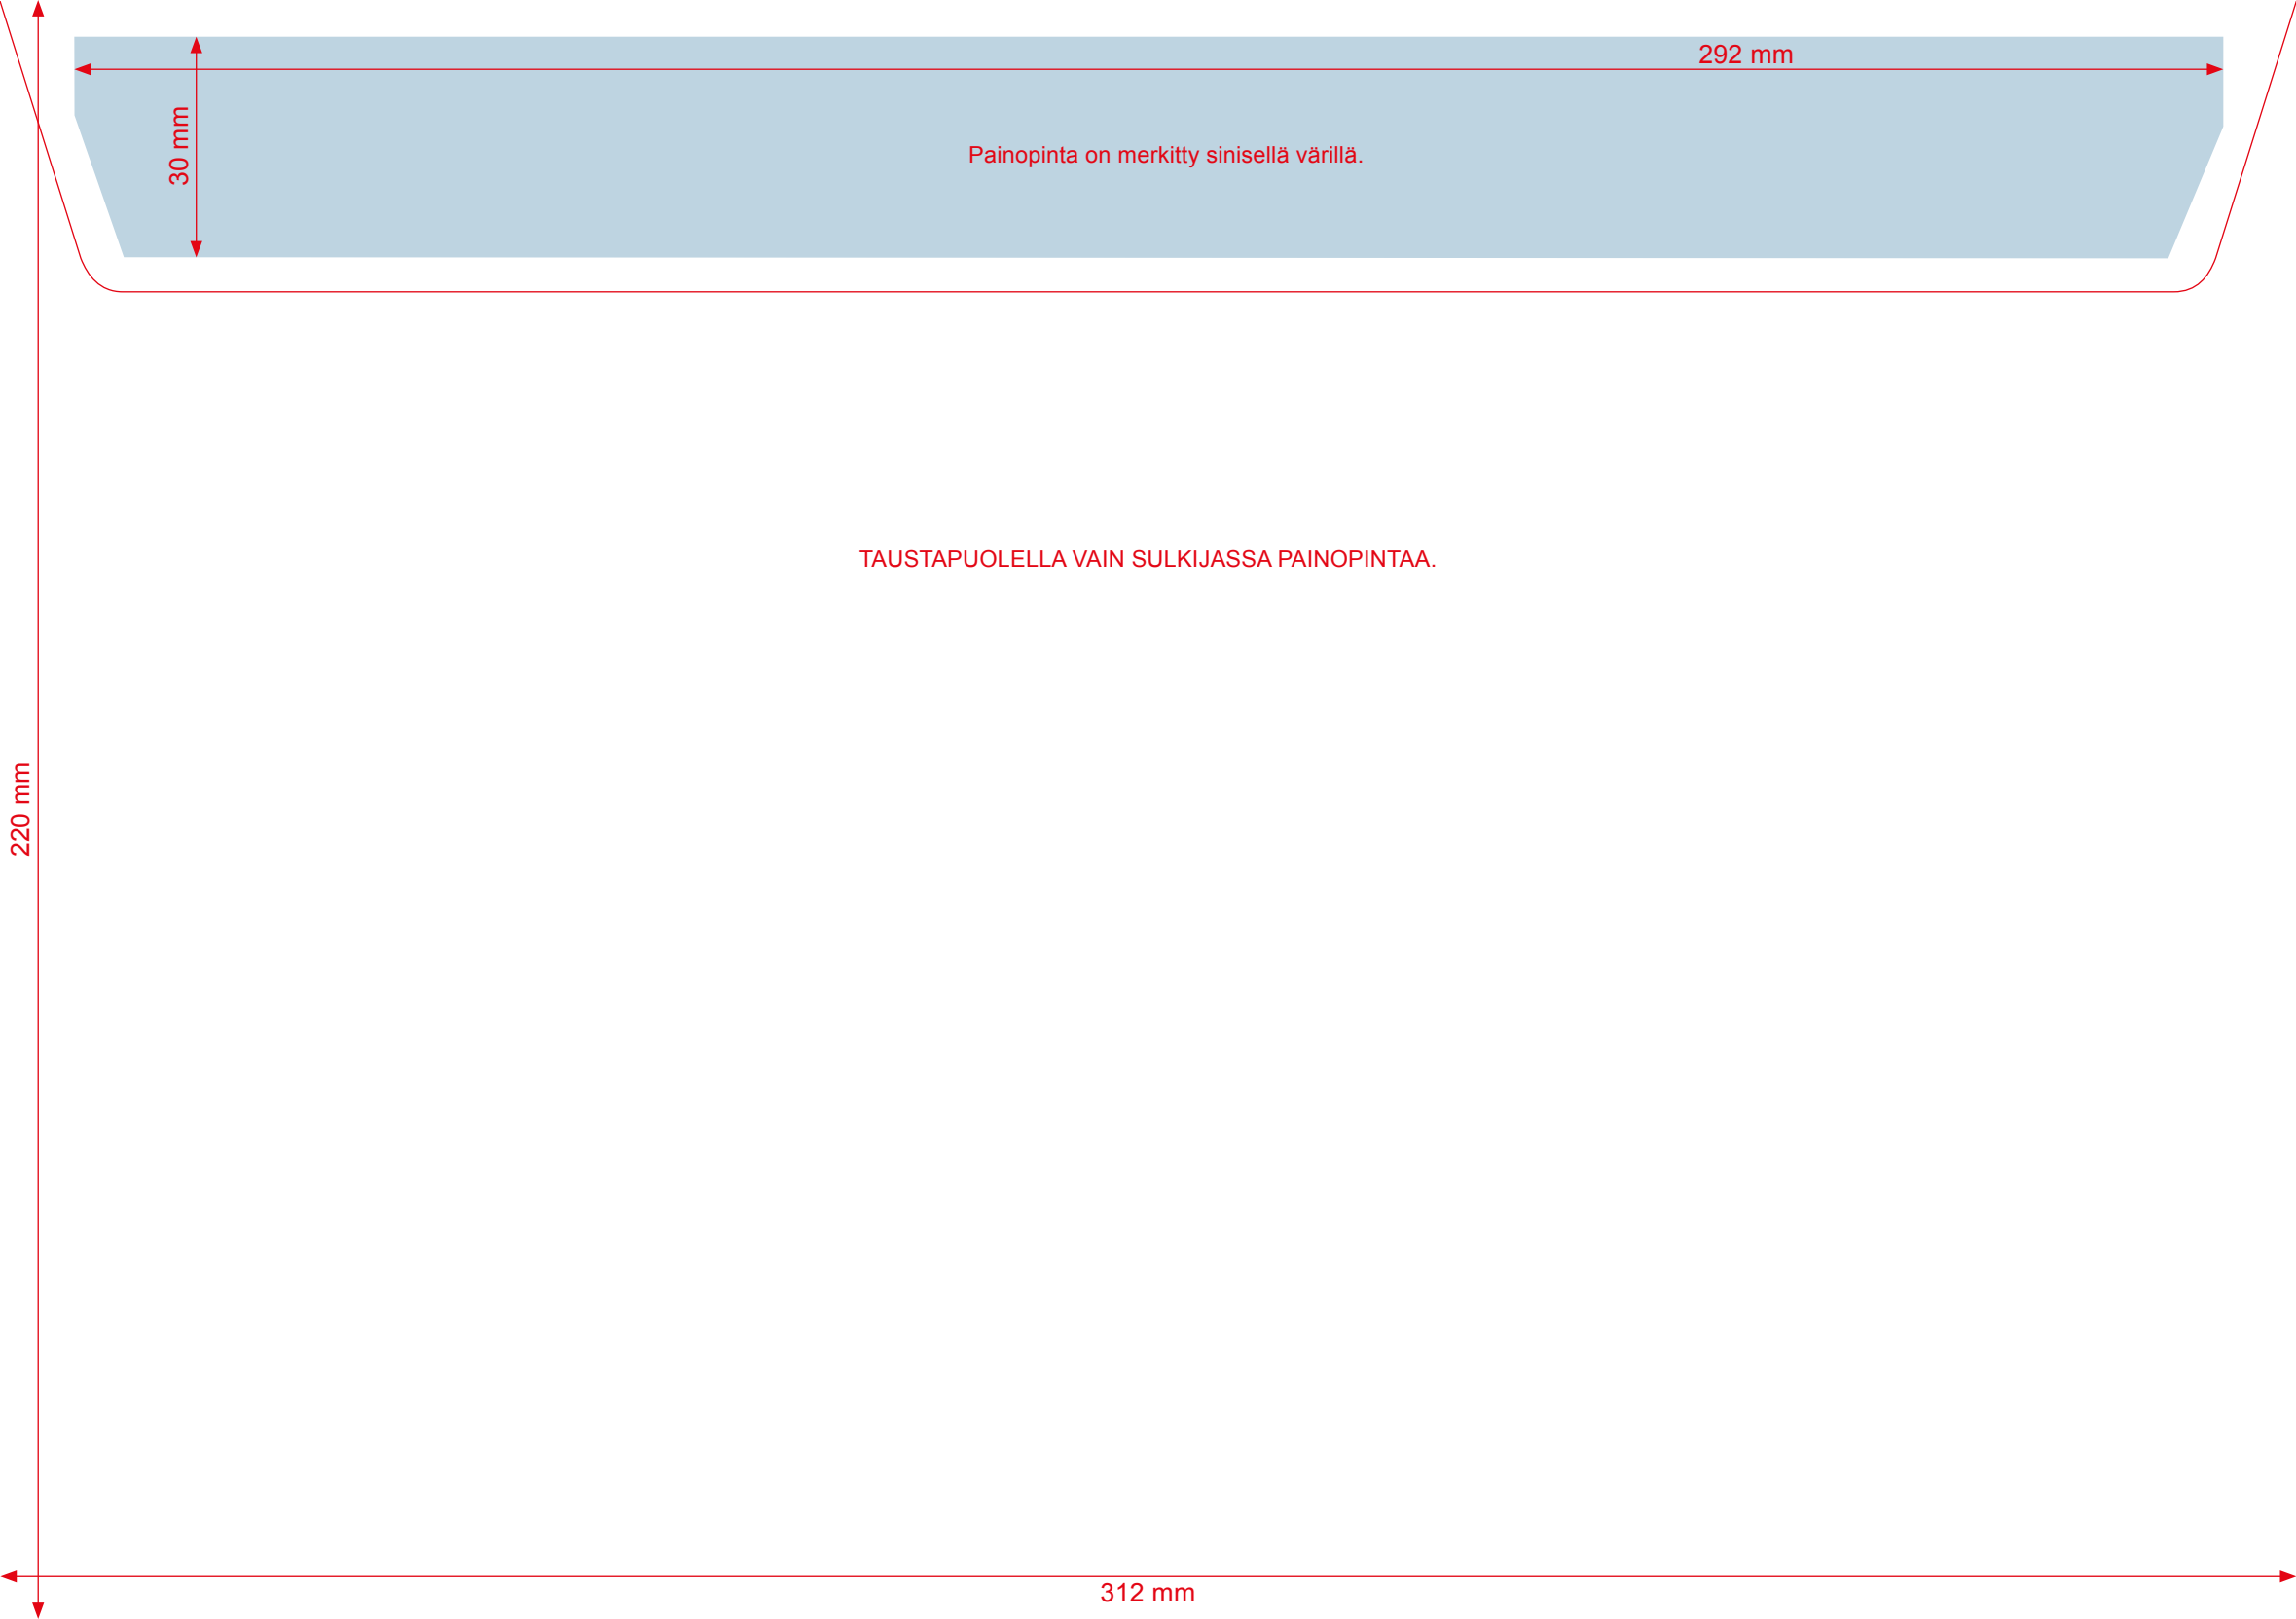 292 mm
30 mm
Painopinta on merkitty sinisellä värillä.
TAUSTAPUOLELLA VAIN SULKIJASSA PAINOPINTAA.
220 mm
312 mm